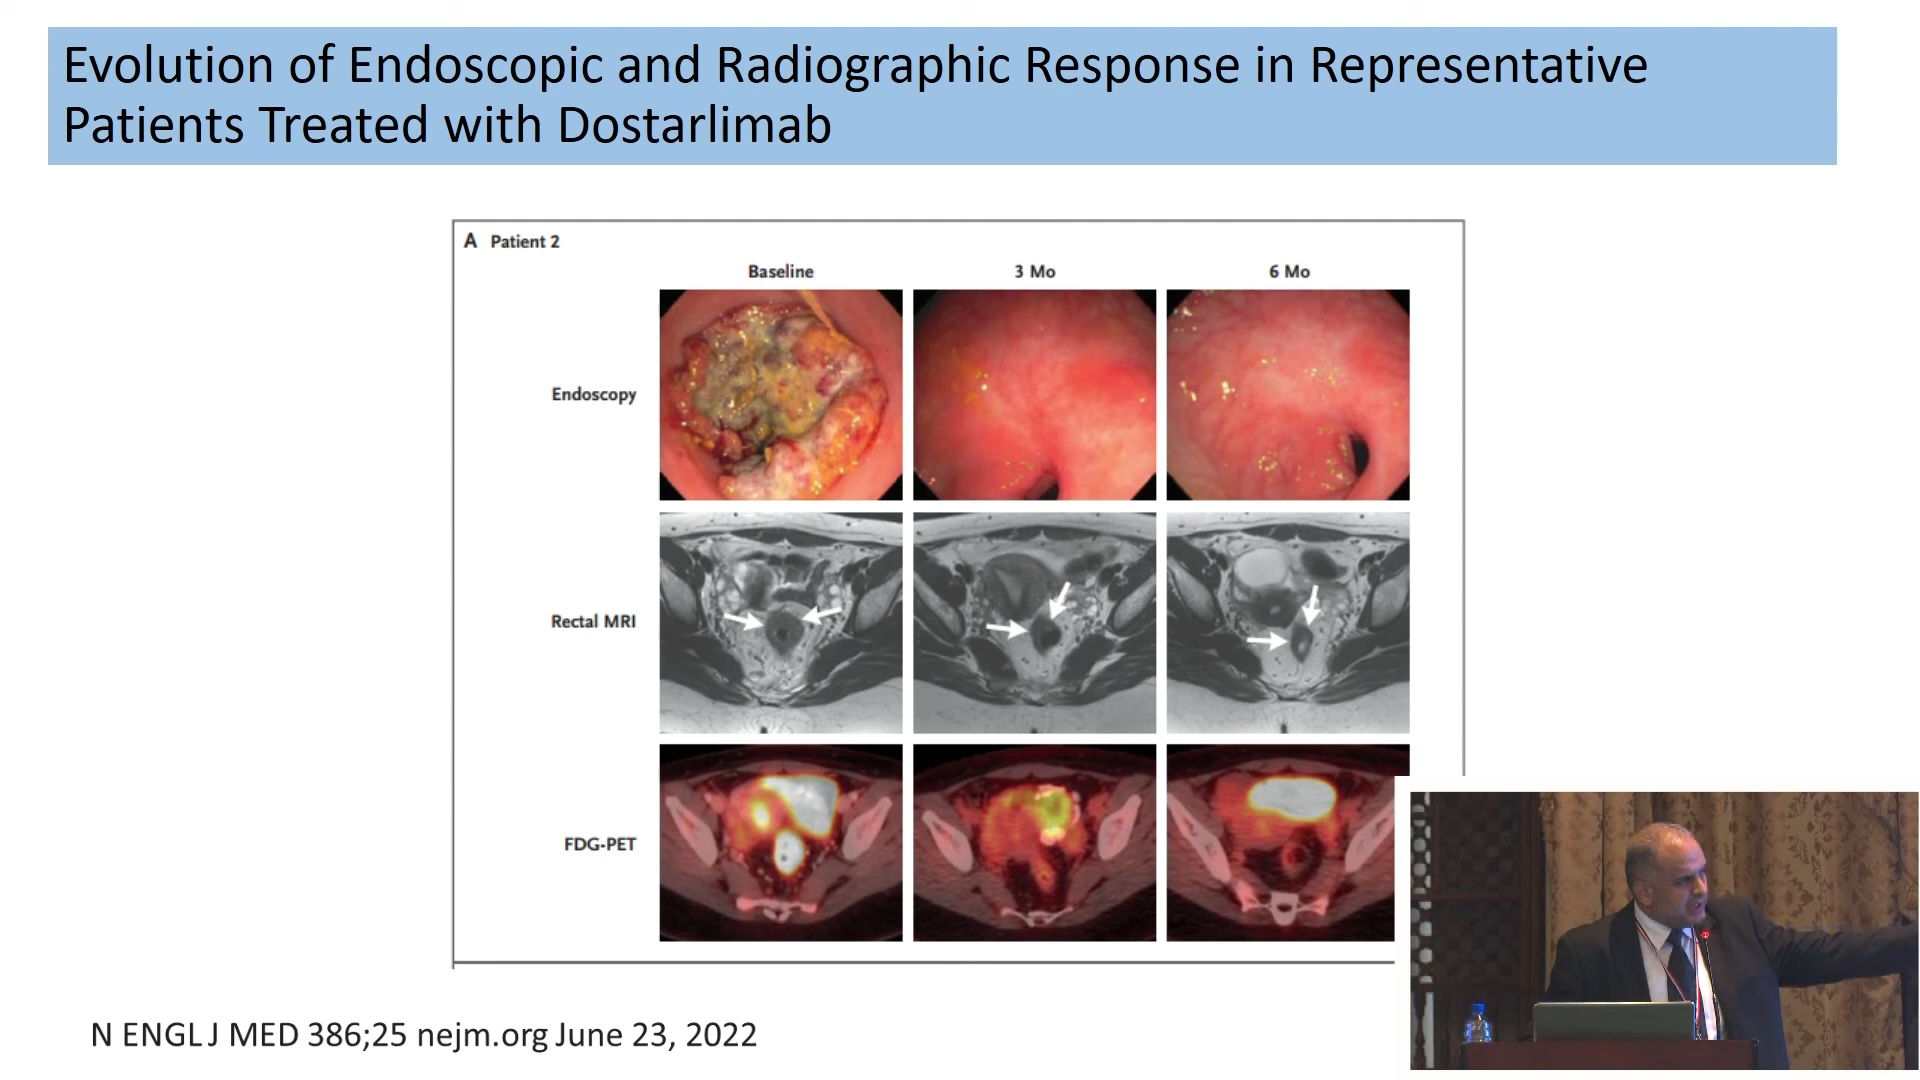 Evolution of Endoscopic and Radiographic Response in Representative
Patients Treated with Dostarlimab
A Patient 2
Baseline 3 Mo 6 Mo
Endoscopy
Rectal MRI
FDG-PET
N ENGL J MED 386;25 nejm.org June 23, 2022